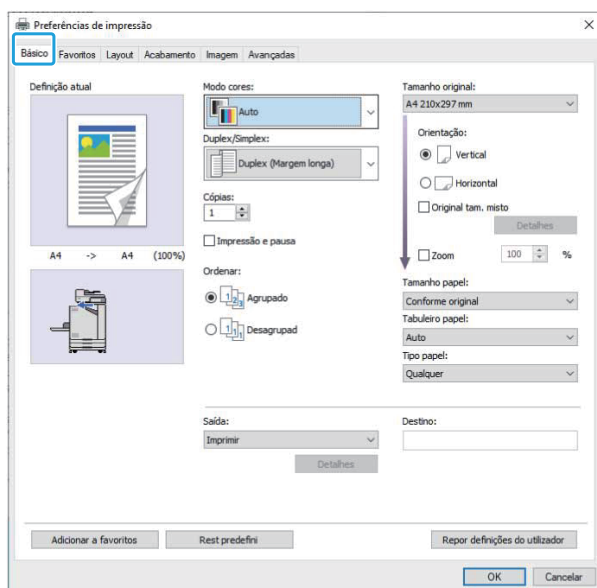 Preferências de impressão
Básico Favoritos Layout Acabamento Imagem Avançadas
Definição atual
A4 -> A4 (100%)
Modo cores:
Auto
Duplex/Simplex:
Duplex (Margem longa)
Cópias:
1
Impressão e pausa
Ordenar:
Agrupado
Desagrupad
Tamanho original:
A4 210x297 mm
Orientação:
Vertical
Horizontal
Original tam. misto
Detalhes
Zoom 100 %
Tamanho papel:
Conforme original
Tabuleiro papel:
Auto
Tipo papel:
Qualquer
Saída:
Imprimir
Detalhes
Destino:
Adicionar a favoritos Rest predefini Repor definições do utilizador
OK Cancelar